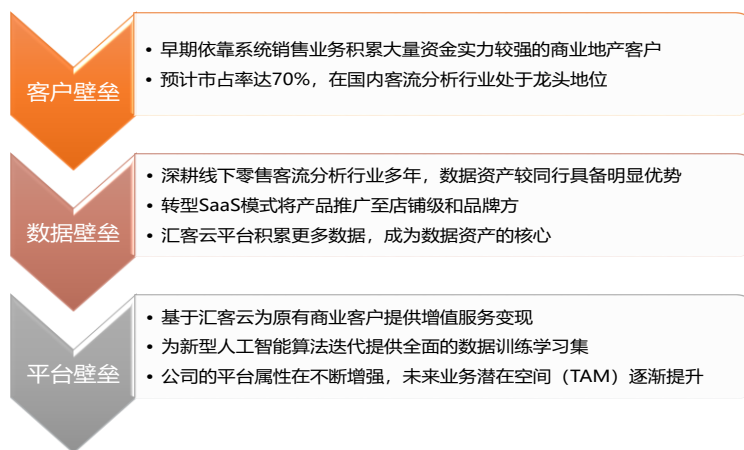 客户壁垒
• 早期依靠系统销售业务积累大量资金实力较强的商业地产客户
• 预计市占率达70%，在国内客流分析行业处于龙头地位
数据壁垒
• 深耕线下零售客流分析行业多年，数据资产较同行具备明显优势
• 转型SaaS模式将产品推广至店铺级和品牌方
• 汇客云平台积累更多数据，成为数据资产的核心
平台壁垒
• 基于汇客云为原有商业客户提供增值服务变现
• 为新型人工智能算法迭代提供全面的数据训练学习集
• 公司的平台属性在不断增强，未来业务潜在空间（TAM）逐渐提升